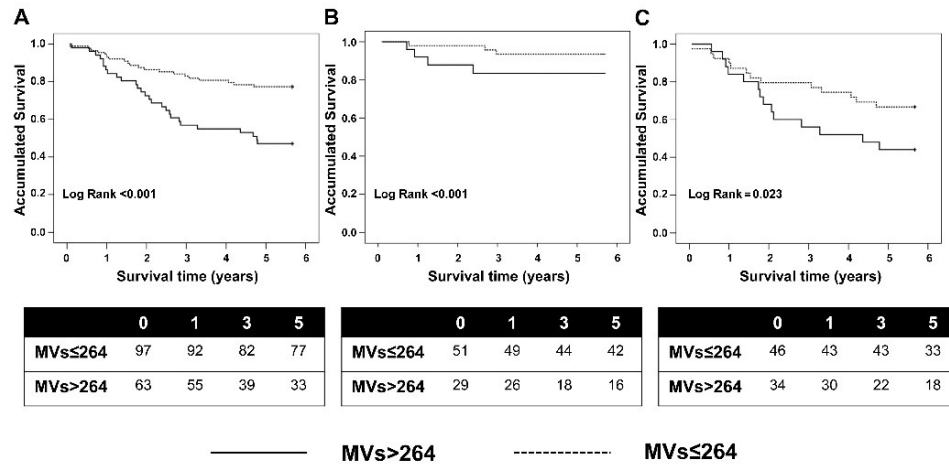 A
Accumulated Survival
1.0
0.8
0.6
0.4
0.8
0.0
Log Rank <0.001
0 1 2 3 4 5 6
Survival time (years)
B
Accumulated Survival
1.0
0.8
0.6
0.4
0.8
0.0
Log Rank <0.001
0 1 2 3 4 5 6
Survival time (years)
C
Accumulated Survival
1.0
0.8
0.6
0.4
0.8
0.0
Log Rank = 0.023
0 1 2 3 4 5 6
Survival time (years)
0 1 3 5
MVs≤264 97 92 82 77
MVs>264 63 55 39 33
0 1 3 5
MVs≤264 51 49 44 42
MVs>264 29 26 18 16
0 1 3 5
MVs≤264 46 43 43 33
MVs>264 34 30 22 18
MVs>264 MVs≤264